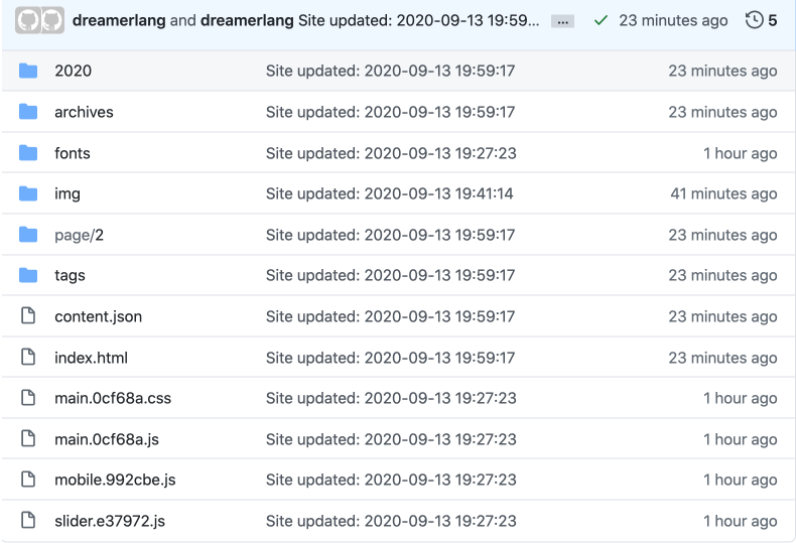 dreamerlang and dreamerlang Site updated: 2020-09-13 19:59... ... 23 minutes ago 5
2020 Site updated: 2020-09-13 19:59:17 23 minutes ago
archives Site updated: 2020-09-13 19:59:17 23 minutes ago
fonts Site updated: 2020-09-13 19:27:23 1 hour ago
img Site updated: 2020-09-13 19:41:14 41 minutes ago
page/2 Site updated: 2020-09-13 19:59:17 23 minutes ago
tags Site updated: 2020-09-13 19:59:17 23 minutes ago
content.json Site updated: 2020-09-13 19:59:17 23 minutes ago
index.html Site updated: 2020-09-13 19:59:17 23 minutes ago
main.0cf68a.css Site updated: 2020-09-13 19:27:23 1 hour ago
main.0cf68a.js Site updated: 2020-09-13 19:27:23 1 hour ago
mobile.992cbe.js Site updated: 2020-09-13 19:27:23 1 hour ago
slider.e37972.js Site updated: 2020-09-13 19:27:23 1 hour ago